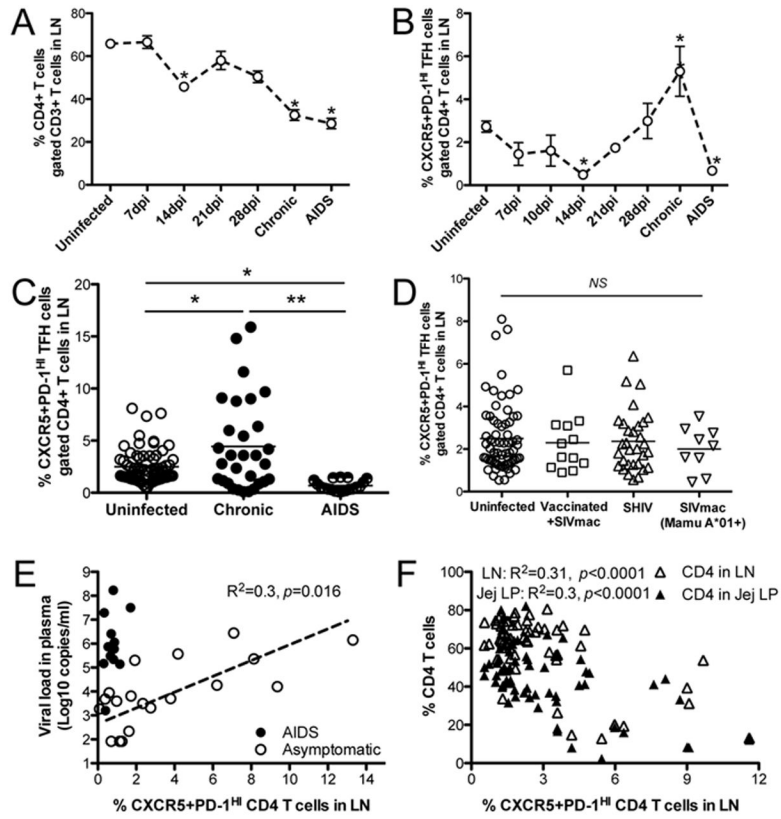 A
% CD4+ T cells
gated CD3+ T cells in LN
80
60
40
20
0
*
*
*
Uninfected
7dpi
14dpi
21dpi
28dpi
Chronic
AIDS
B
% CXCR5+PD-1HI TFH cells
gated CD4+ T cells in LN
8
6
4
2
0
*
*
*
Uninfected
7dpi
10dpi
14dpi
21dpi
28dpi
Chronic
AIDS
C
% CXCR5+PD-1HI TFH cells
gated CD4+ T cells in LN
20
15
10
5
0
*
*
**
Uninfected
Chronic
AIDS
D
% CXCR5+PD-1HI TFH cells
gated CD4+ T cells in LN
10
8
6
4
2
0
NS
Uninfected
Vaccinated
+SIVmac
SHIV
SIVmac
(Mamu A*01+)
E
Viral load in plasma
(Log10 copies/ml)
9
8
7
6
5
4
3
2
1
R2=0.3, p=0.016
AIDS
Asymptomatic
0
2
4
6
8
10
12
14
% CXCR5+PD-1HI CD4 T cells in LN
F
% CD4 T cells
100
80
60
40
20
0
LN: R2=0.31, p<0.0001
CD4 in LN
Jej LP: R2=0.3, p<0.0001
CD4 in Jej LP
0
3
6
9
12
% CXCR5+PD-1HI CD4 T cells in LN